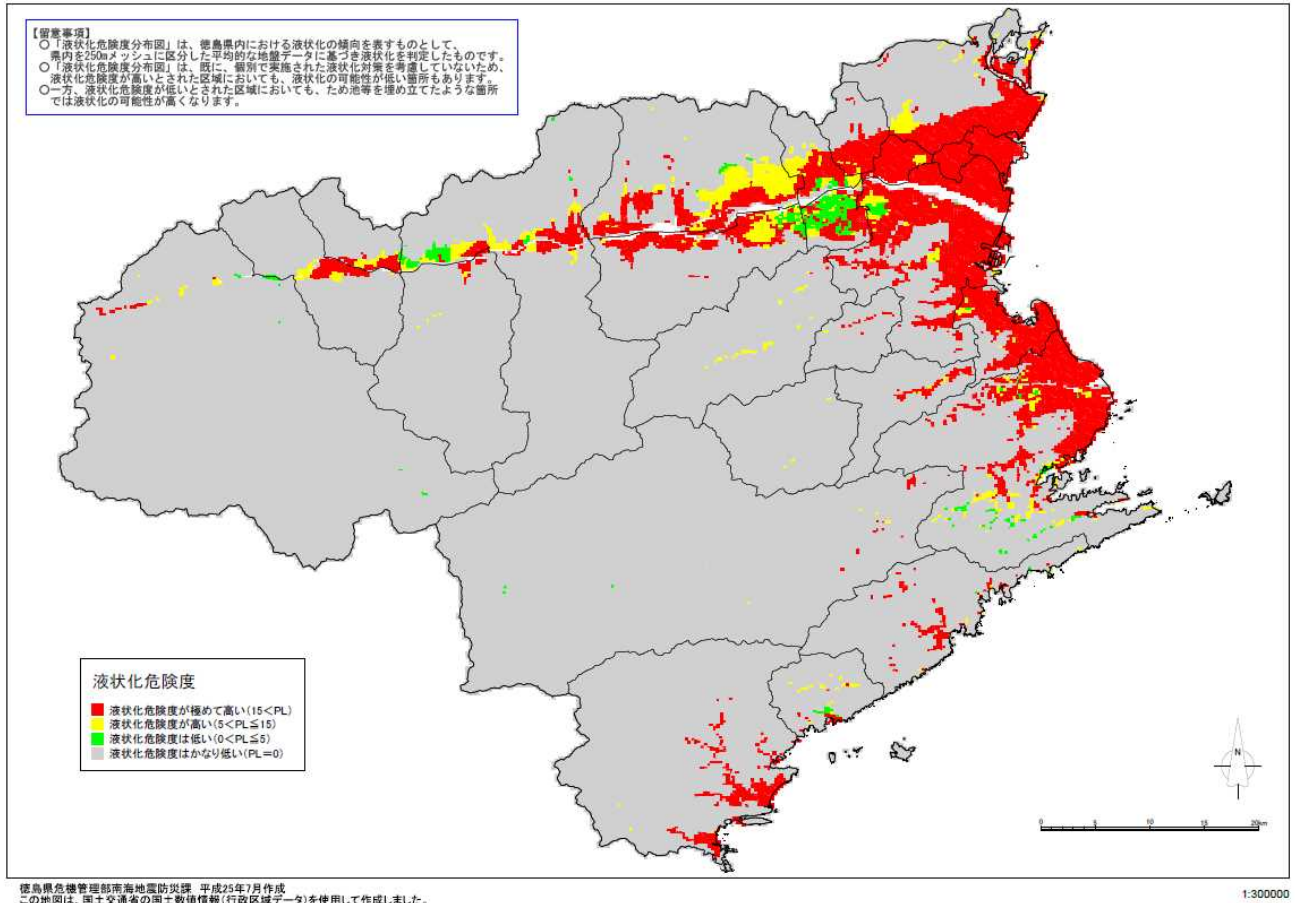 【留意事項】
○「液状化危険度分布図」は、徳島県内における液状化の傾向を表すものとして、
県内を250mメッシュに区分した平均的な地盤データに基づき液状化を判定したものです。
○「液状化危険度分布図」は、既に、個別で実施された液状化対策を考慮していないため、
液状化危険度が高いとされた区域においても、液状化の可能性が低い箇所もあります。
○一方、液状化危険度が低いとされた区域においても、ため池等を埋め立てたような箇所
では液状化の可能性が高くなります。
液状化危険度
液状化危険度が極めて高い(15<PL)
液状化危険度が高い(5<PL≦15)
液状化危険度は低い(0<PL≦5)
液状化危険度はかなり低い(PL=0)
N
0 5 10 15 20km
徳島県危機管理部南海地震防災課 平成25年7月作成
この地図は、国土交通省の国土数値情報(行政区域データ)を使用して作成しました。
1:300000